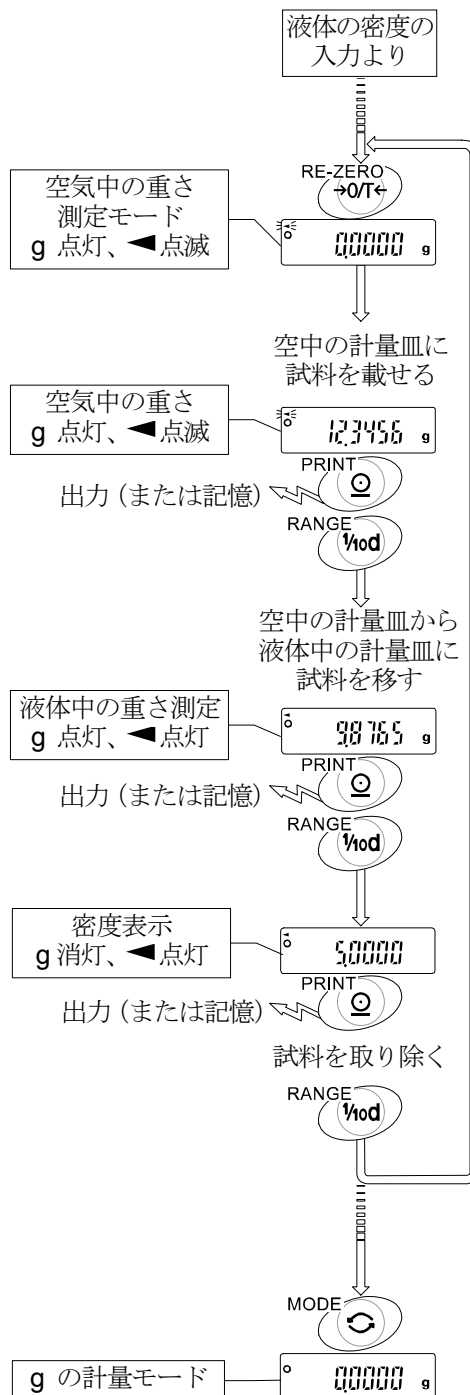 液体の密度の
入力より
RE-ZERO
→0/T←
空気中の重さ
測定モード
g 点灯、◀点滅
0.0000 g
空中の計量皿に
試料を載せる
空気中の重さ
g 点灯、◀点滅
12.3456 g
PRINT
出力（または記憶）
RANGE
1/10d
空中の計量皿から
液体中の計量皿に
試料を移す
液体中の重さ測定
g 点灯、◀点灯
9.8765 g
PRINT
出力（または記憶）
RANGE
1/10d
密度表示
g 消灯、◀点灯
5.0000
PRINT
出力（または記憶）
試料を取り除く
RANGE
1/10d
MODE
g の計量モード
0.0000 g